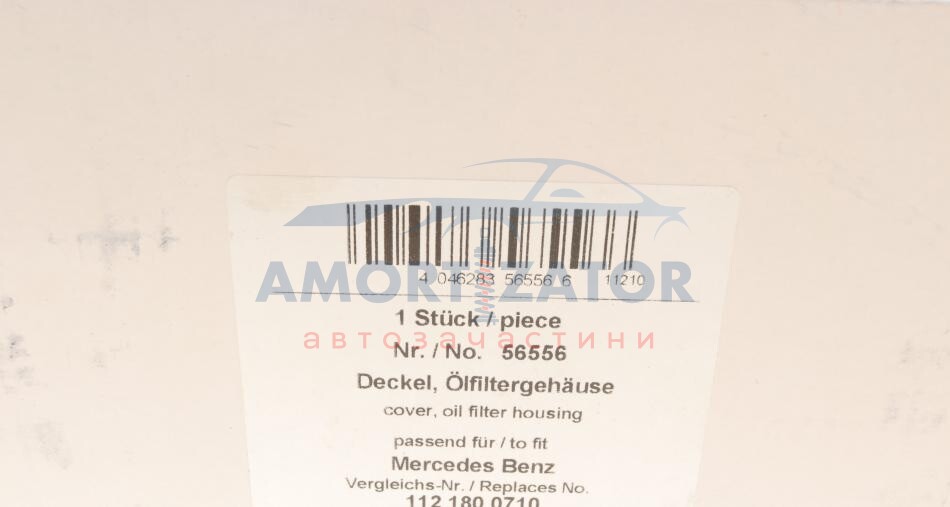 4 046283 56556 6 11210
AMORTIZATOR
1 Stück / piece
автозапчастини
Nr. / No. 56556
Deckel, Ölfiltergehäuse
cover, oil filter housing
passend für / to fit
Mercedes Benz
Vergleichs-Nr. / Replaces No.
112 180 0710